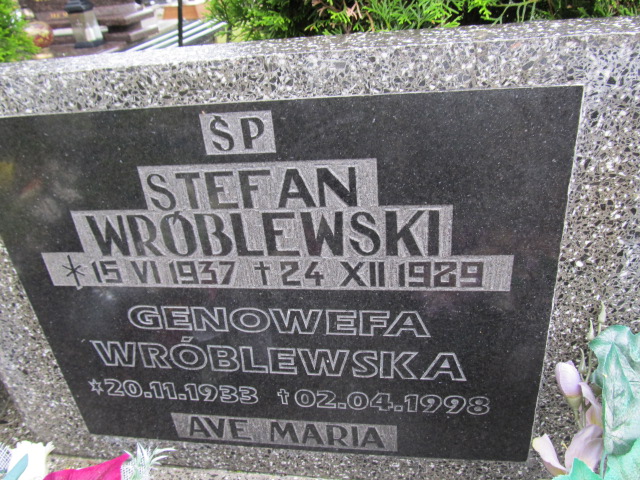 ŚP
STEFAN
WRÓBLEWSKI
* 15 VI 1937 † 24 XII 1989
GENOWEFA
WRÓBLEWSKA
*20.11.1933 †02.04.1998
AVE MARIA